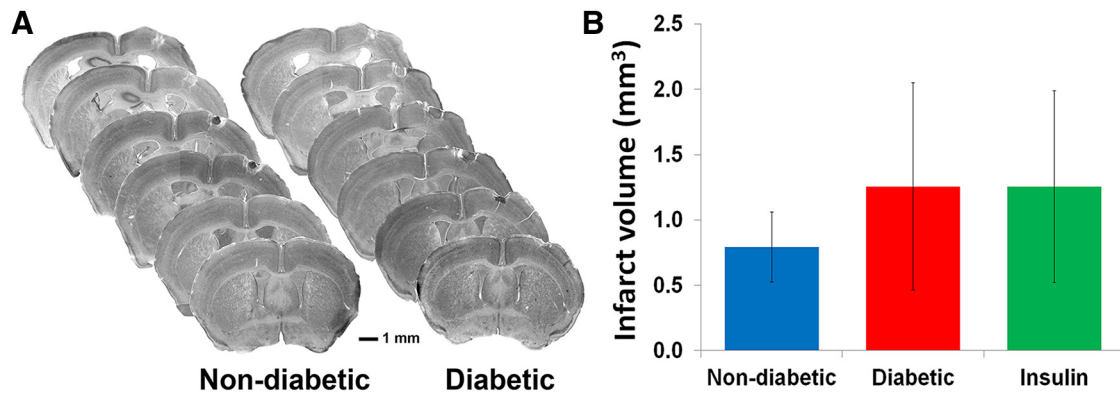 A
1 mm
Non-diabetic
Diabetic
B
Infarct volume (mm³)
2.5
2.0
1.5
1.0
0.5
0.0
Non-diabetic
Diabetic
Insulin